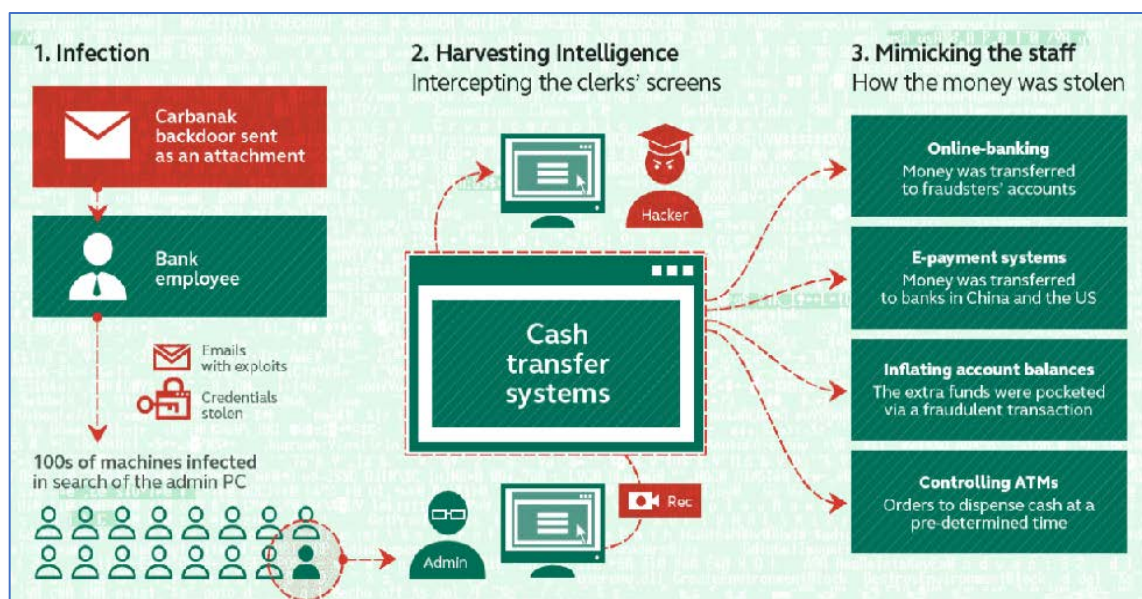 1. Infection
Carbanak
backdoor sent
as an attachment
Bank
employee
Emails
with exploits
Credentials
stolen
100s of machines infected
in search of the admin PC
2. Harvesting Intelligence
Intercepting the clerks' screens
Hacker
Cash
transfer
systems
Rec
Admin
3. Mimicking the staff
How the money was stolen
Online-banking
Money was transferred
to fraudsters' accounts
E-payment systems
Money was transferred
to banks in China and the US
Inflating account balances
The extra funds were pocketed
via a fraudulent transaction
Controlling ATMs
Orders to dispense cash at a
pre-determined time